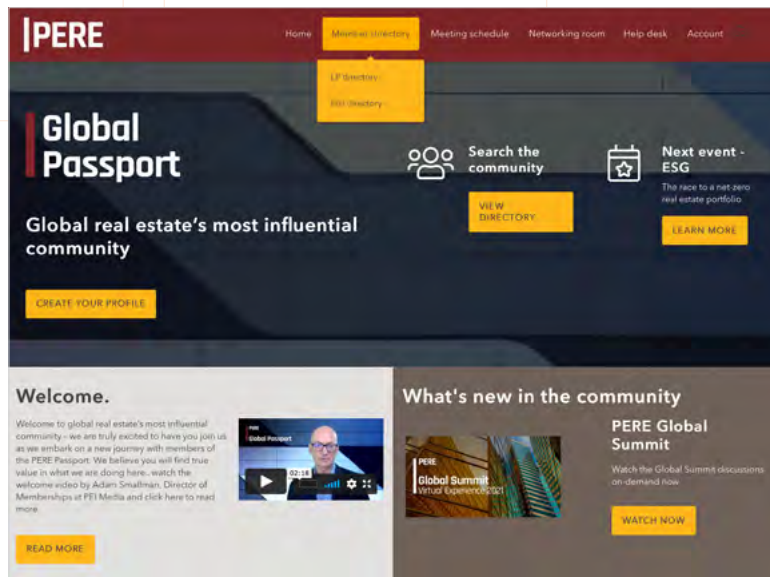 PERE
Home Member directory Meeting schedule Networking room Help desk Account
LP directory
Global
Passport
Search the
community
VIEW
DIRECTORY
Next event -
ESG
The race to a net-zero
real estate portfolio
LEARN MORE
Global real estate's most influential
community
CREATE YOUR PROFILE
Welcome.
Welcome to global real estate's most influential
community - we are truly excited to have you join us
as we embark on a new journey with members of
the PERE Passport. We believe you will find true
value in what we are doing here...watch the
welcome video by Adam Smallman, Director of
Memberships at PEI Media and click here to read
more.
READ MORE
PERE
Global Passport
02:18
What's new in the community
PERE
Global Summit
Virtual Experience 2021
PERE Global
Summit
Watch the Global Summit discussions
on-demand now
WATCH NOW